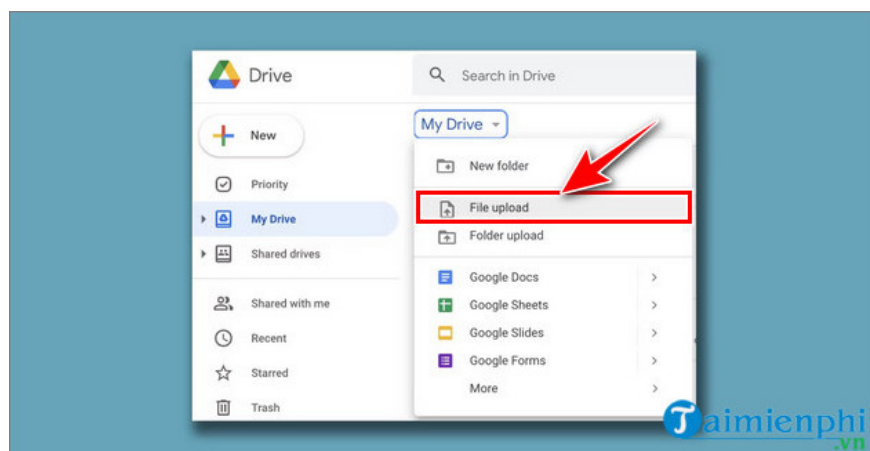 Drive
Search in Drive
New
My Drive
Priority
My Drive
Shared drives
Shared with me
Recent
Starred
Trash
New folder
File upload
Folder upload
Google Docs
Google Sheets
Google Slides
Google Forms
More
Taimienphi
.vn